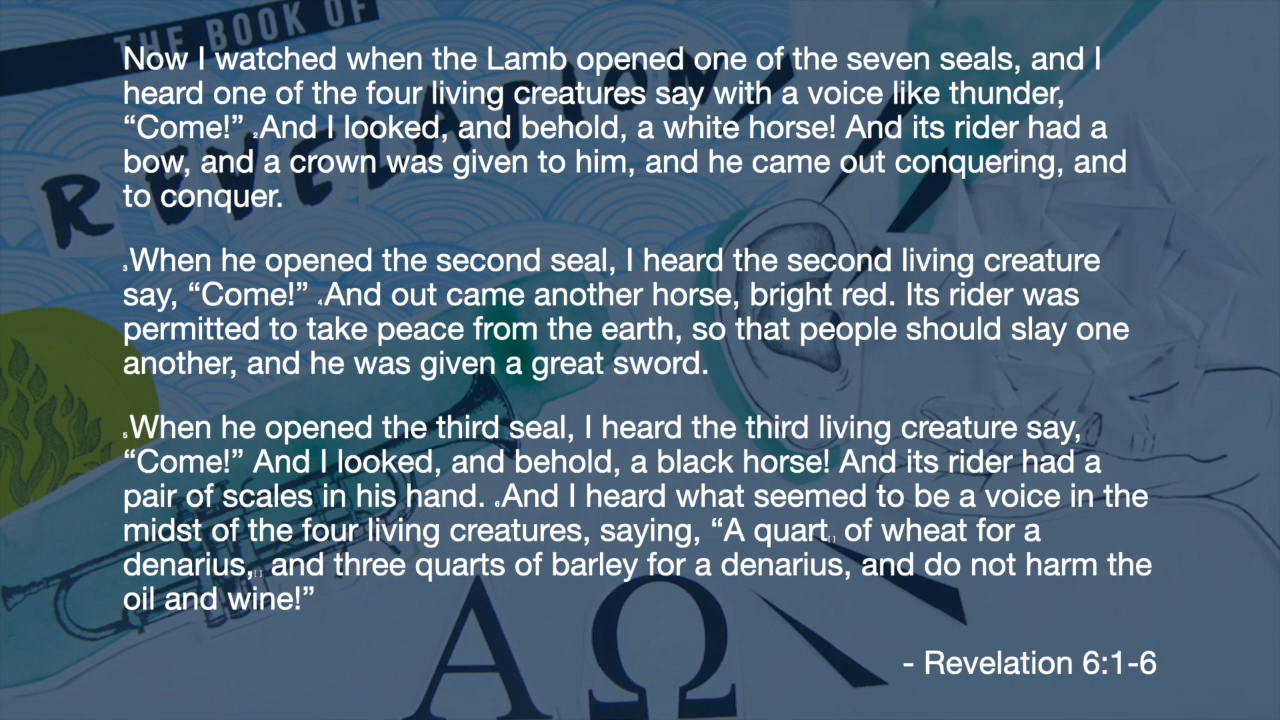 THE BOOK OF
REVELATION
Now I watched when the Lamb opened one of the seven seals, and I
heard one of the four living creatures say with a voice like thunder,
“Come!” 2 And I looked, and behold, a white horse! And its rider had a
bow, and a crown was given to him, and he came out conquering, and
to conquer.
3 When he opened the second seal, I heard the second living creature
say, “Come!” 4 And out came another horse, bright red. Its rider was
permitted to take peace from the earth, so that people should slay one
another, and he was given a great sword.
5 When he opened the third seal, I heard the third living creature say,
“Come!” And I looked, and behold, a black horse! And its rider had a
pair of scales in his hand. 6 And I heard what seemed to be a voice in the
midst of the four living creatures, saying, “A quart of wheat for a
denarius, and three quarts of barley for a denarius, and do not harm the
oil and wine!”
- Revelation 6:1-6
Α Ω